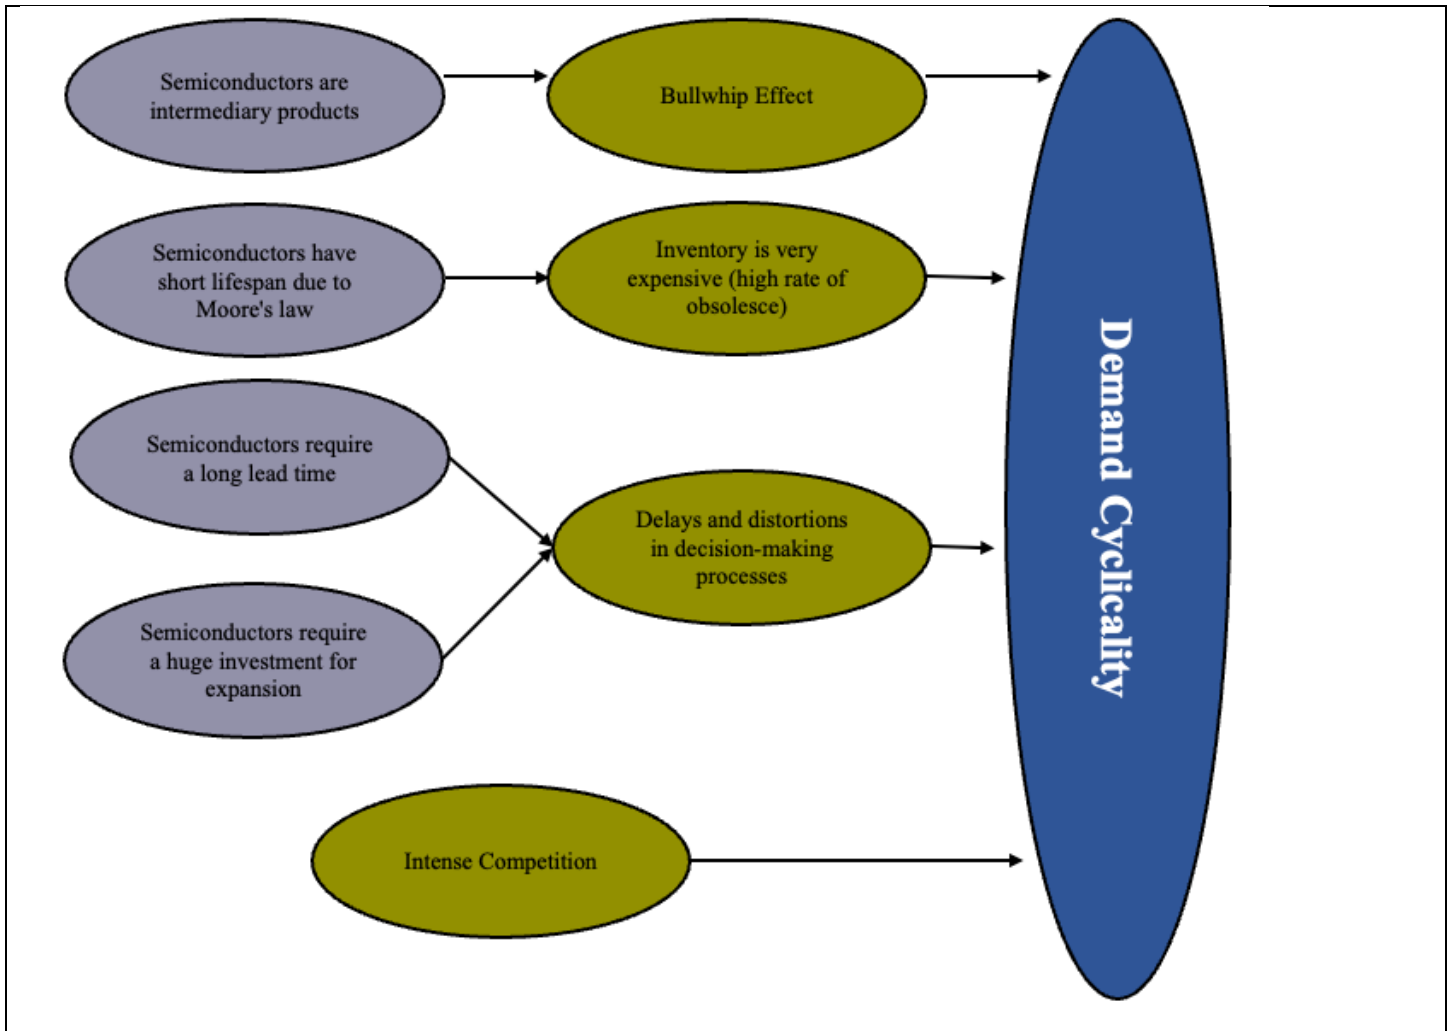 Semiconductors are
intermediary products
Bullwhip Effect
Semiconductors have
short lifespan due to
Moore's law
Inventory is very
expensive (high rate of
obsolesce)
Semiconductors require
a long lead time
Delays and distortions
in decision-making
processes
Semiconductors require
a huge investment for
expansion
Intense Competition
Demand Cyclicality